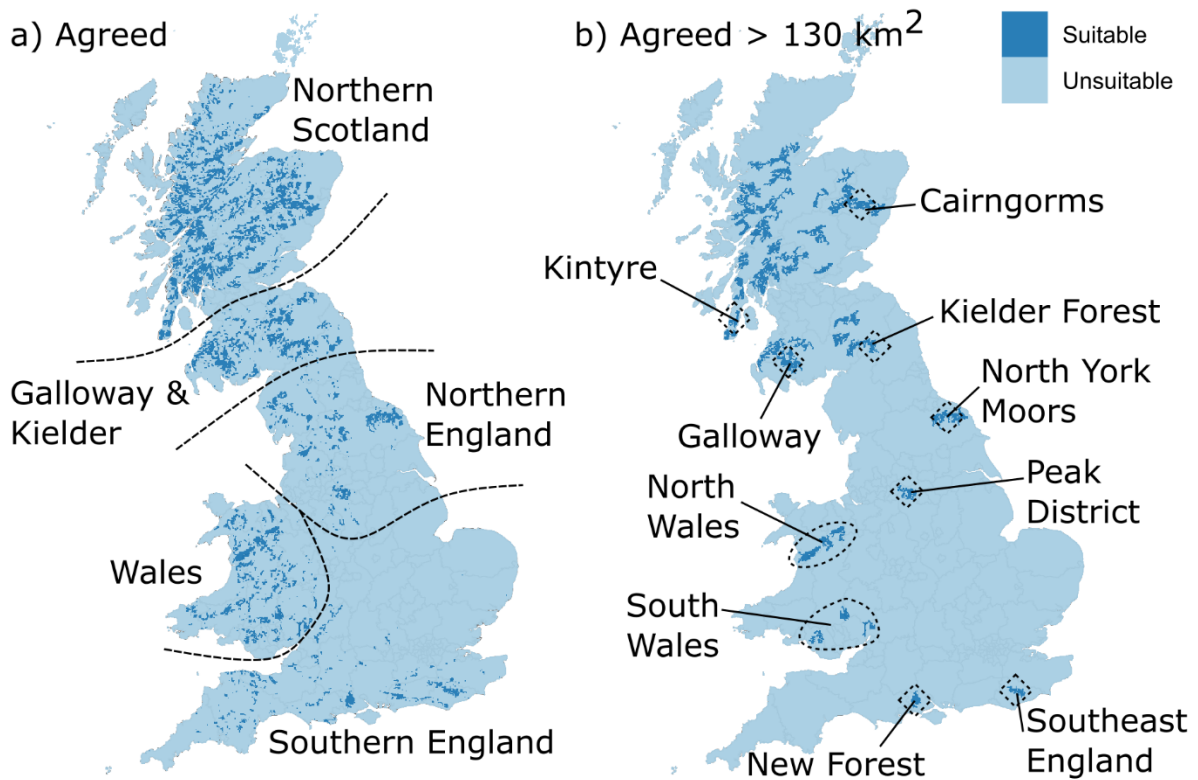 a) Agreed
Northern
Scotland
Galloway &
Kielder
Northern
England
Wales
Southern England
b) Agreed > 130 km²
Suitable
Unsuitable
Cairngorms
Kintyre
Kielder Forest
North York
Moors
Galloway
Peak
District
North
Wales
South
Wales
New Forest
Southeast
England